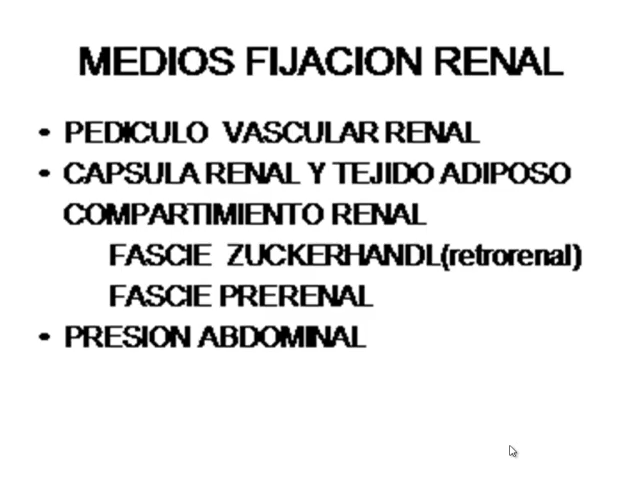 MEDIOS FIJACION RENAL
• PEDICULO VASCULAR RENAL
• CAPSULA RENAL Y TEJIDO ADIPOSO
COMPARTIMIENTO RENAL
FASCIE ZUCKERHANDL(retrorenal)
FASCIE PRERENAL
• PRESION ABDOMINAL